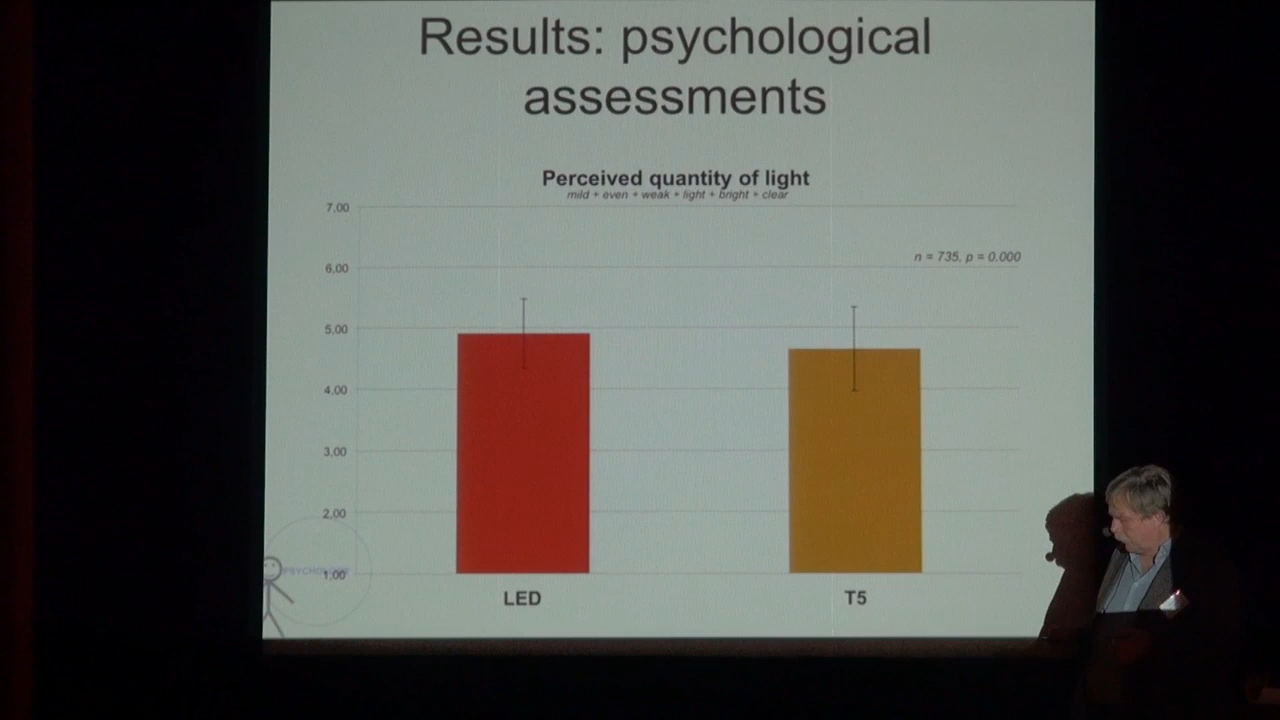 Results: psychological
assessments
Perceived quantity of light
mild + even + weak + light + bright + clear
7,00
n = 735, p = 0.000
6,00
5,00
4,00
3,00
2,00
PSYCHOLOGY
1,00
LED
T5